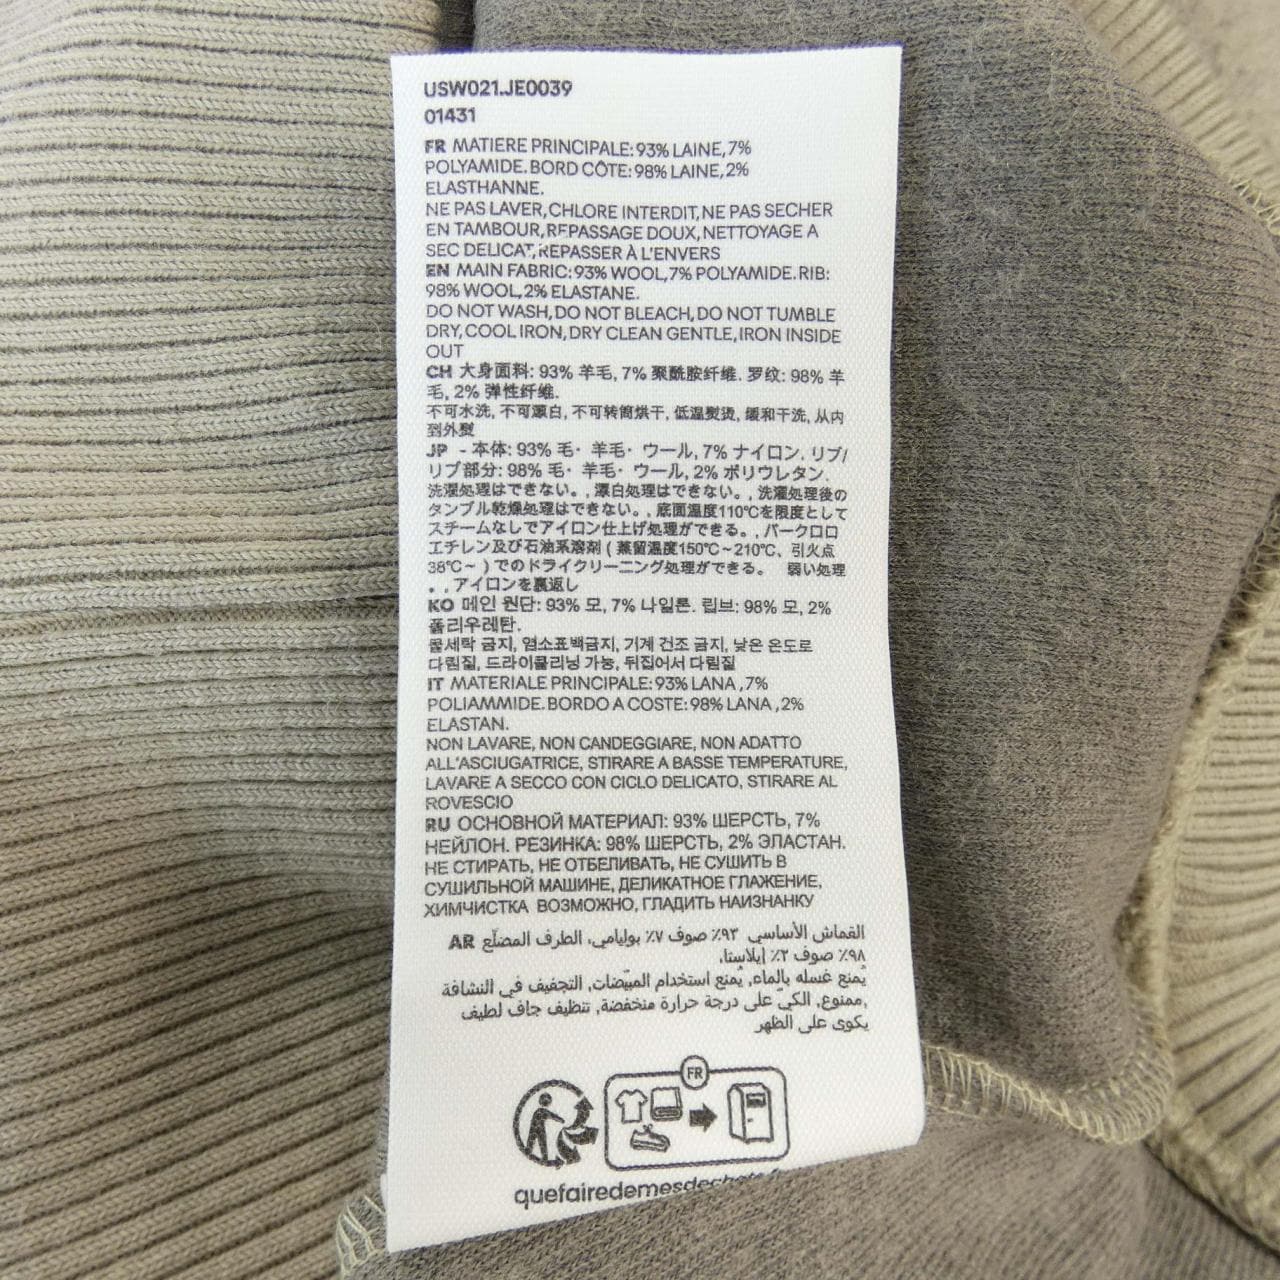 USW021.JE0039
01431
FR MATIERE PRINCIPALE: 93% LAINE, 7%
POLYAMIDE. BORD CÔTE: 98% LAINE, 2%
ELASTHANNE.
NE PAS LAVER, CHLORE INTERDIT, NE PAS SECHER
EN TAMBOUR, REPASSAGE DOUX, NETTOYAGE A
SEC DELICAT, REPASSER À L'ENVERS
EN MAIN FABRIC: 93% WOOL, 7% POLYAMIDE. RIB:
98% WOOL, 2% ELASTANE.
DO NOT WASH, DO NOT BLEACH, DO NOT TUMBLE
DRY, COOL IRON, DRY CLEAN GENTLE, IRON INSIDE
OUT
CH 大身面料: 93% 羊毛, 7% 聚酰胺纤维. 罗纹: 98% 羊
毛, 2% 弹性纤维.
不可水洗, 不可漂白, 不可转筒烘干, 低温熨烫, 缓和干洗, 从内
到外熨
JP - 本体: 93% 毛・羊毛・ウール, 7% ナイロン. リブ/
リブ部分: 98% 毛・羊毛・ウール, 2% ポリウレタン
洗濯処理はできない。, 漂白処理はできない。, 洗濯処理後の
タンブル乾燥処理はできない。, 底面温度110℃を限度として
スチームなしでアイロン仕上げ処理ができる。, パークロロ
エチレン及び石油系溶剤 ( 蒸留温度150℃～210℃、引火点
38℃～ ) でのドライクリーニング処理ができる。 弱い処理
。, アイロンを裏返し
KO 메인 원단: 93% 모, 7% 나일론. 립브: 98% 모, 2%
폴리우레탄.
물세탁 금지, 염소표백금지, 기계 건조 금지, 낮은 온도로
다림질, 드라이클리닝 가능, 뒤집어서 다림질
IT MATERIALE PRINCIPALE: 93% LANA ,7%
POLIAMMIDE. BORDO A COSTE: 98% LANA ,2%
ELASTAN.
NON LAVARE, NON CANDEGGIARE, NON ADATTO
ALL'ASCIUGATRICE, STIRARE A BASSE TEMPERATURE,
LAVARE A SECCO CON CICLO DELICATO, STIRARE AL
ROVESCIO
RU ОСНОВНОЙ МАТЕРИАЛ: 93% ШЕРСТЬ, 7%
НЕЙЛОН. РЕЗИНКА: 98% ШЕРСТЬ, 2% ЭЛАСТАН.
НЕ СТИРАТЬ, НЕ ОТБЕЛИВАТЬ, НЕ СУШИТЬ В
СУШИЛЬНОЙ МАШИНЕ, ДЕЛИКАТНОЕ ГЛАЖЕНИЕ,
ХИМЧИСТКА ВОЗМОЖНО, ГЛАДИТЬ НАИЗНАНКУ
AR القماش الأساسي ٩٣٪ صوف ٧٪ بوليامي، الطرف المضلّع
٩٨٪ صوف ٢٪ إيلاستا،
يُمنع غسله بالماء, يُمنع استخدام المبيّضات, التجفيف في النشافة
ممنوع, الكيّ على درجة حرارة منخفضة, تنظيف جاف لطيف,
يكوى على الظهر
FR
quefairedemesdechets